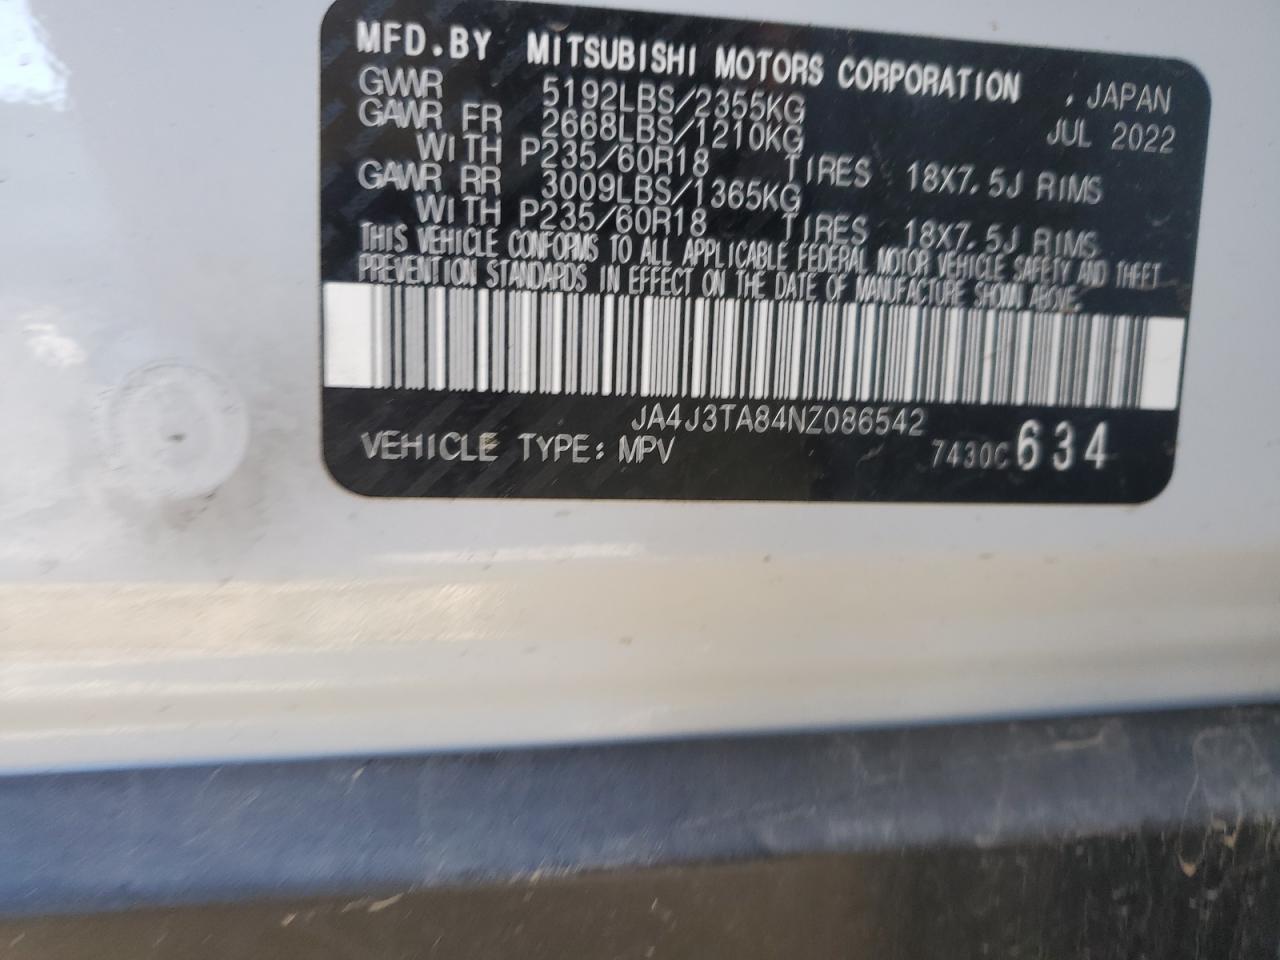 MFD.BY MITSUBISHI MOTORS CORPORATION , JAPAN
GVWR 5192LBS/2355KG JUL 2022
GAWR FR 2668LBS/1210KG
WITH P235/60R18 TIRES 18X7.5J RIMS
GAWR RR 3009LBS/1365KG
WITH P235/60R18 TIRES 18X7.5J RIMS
THIS VEHICLE CONFORMS TO ALL APPLICABLE FEDERAL MOTOR VEHICLE SAFETY AND THEFT
PREVENTION STANDARDS IN EFFECT ON THE DATE OF MANUFACTURE SHOWN ABOVE.
JA4J3TA84NZ086542
VEHICLE TYPE: MPV 7430C 634